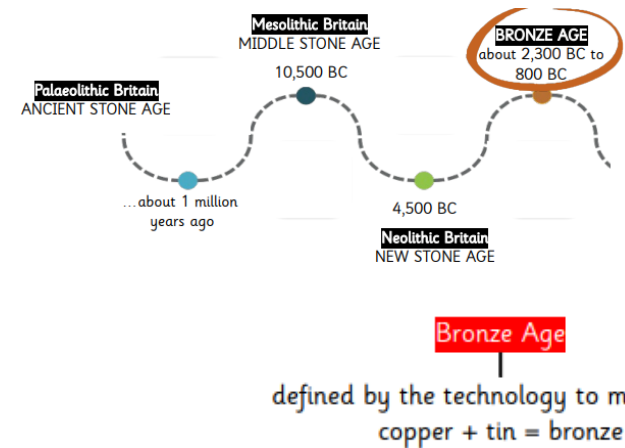 Mesolithic Britain
MIDDLE STONE AGE
10,500 BC
BRONZE AGE
about 2,300 BC to
800 BC
Palaeolithic Britain
ANCIENT STONE AGE
...about 1 million
years ago
4,500 BC
Neolithic Britain
NEW STONE AGE
Bronze Age
defined by the technology to m
copper + tin = bronze